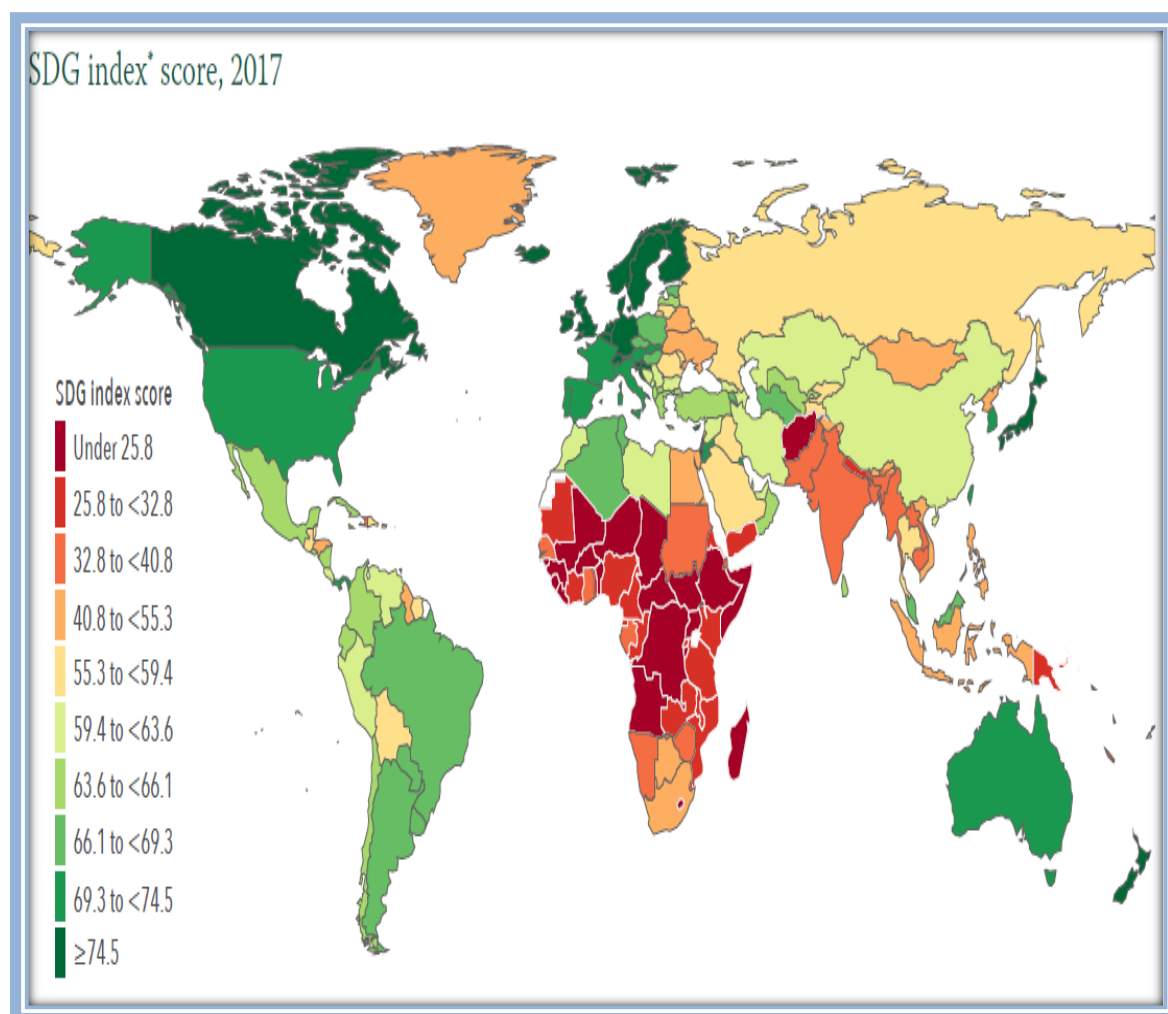 SDG index* score, 2017
SDG index score
Under 25.8
25.8 to <32.8
32.8 to <40.8
40.8 to <55.3
55.3 to <59.4
59.4 to <63.6
63.6 to <66.1
66.1 to <69.3
69.3 to <74.5
≥74.5